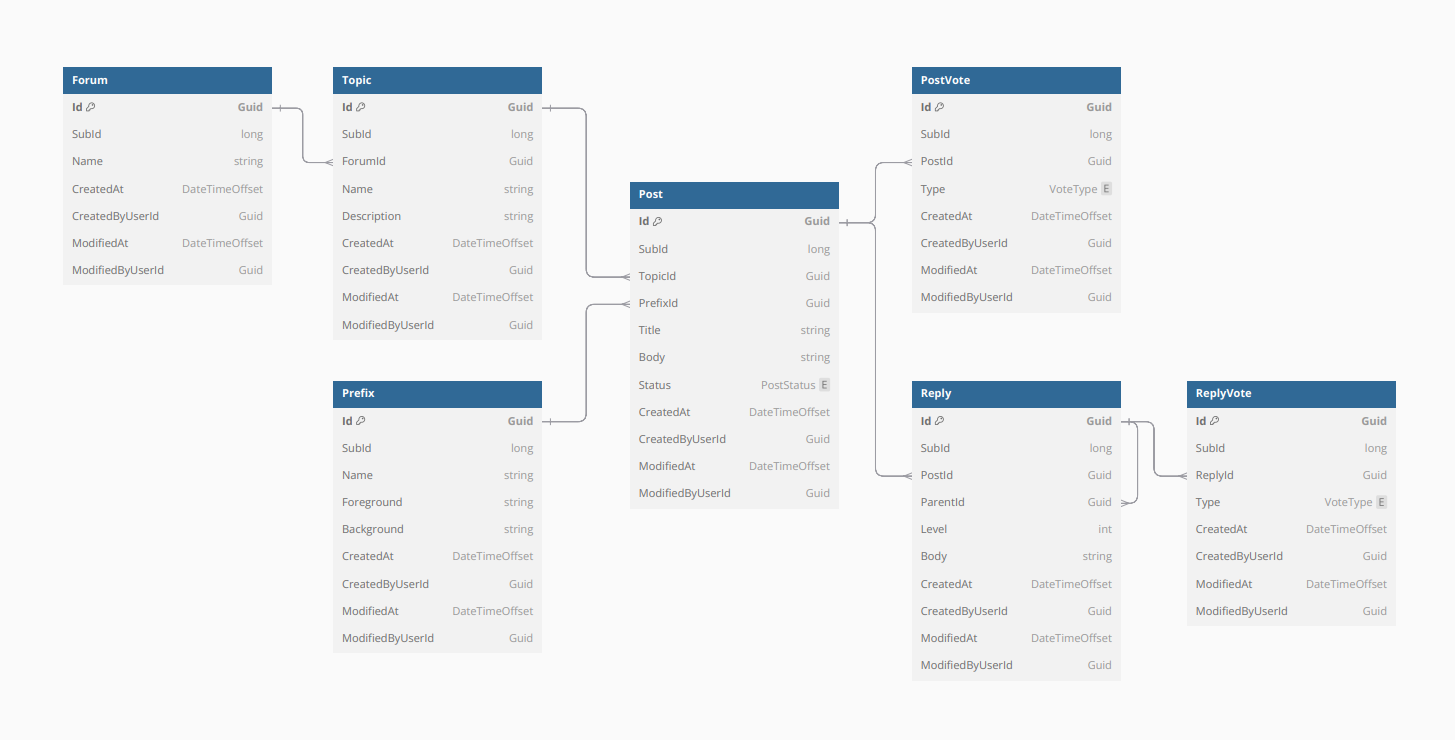 Forum
Id Guid
SubId long
Name string
CreatedAt DateTimeOffset
CreatedByUserId Guid
ModifiedAt DateTimeOffset
ModifiedByUserId Guid
Topic
Id Guid
SubId long
ForumId Guid
Name string
Description string
CreatedAt DateTimeOffset
CreatedByUserId Guid
ModifiedAt DateTimeOffset
ModifiedByUserId Guid
Prefix
Id Guid
SubId long
Name string
Foreground string
Background string
CreatedAt DateTimeOffset
CreatedByUserId Guid
ModifiedAt DateTimeOffset
ModifiedByUserId Guid
Post
Id Guid
SubId long
TopicId Guid
PrefixId Guid
Title string
Body string
Status PostStatus E
CreatedAt DateTimeOffset
CreatedByUserId Guid
ModifiedAt DateTimeOffset
ModifiedByUserId Guid
PostVote
Id Guid
SubId long
PostId Guid
Type VoteType E
CreatedAt DateTimeOffset
CreatedByUserId Guid
ModifiedAt DateTimeOffset
ModifiedByUserId Guid
Reply
Id Guid
SubId long
PostId Guid
ParentId Guid
Level int
Body string
CreatedAt DateTimeOffset
CreatedByUserId Guid
ModifiedAt DateTimeOffset
ModifiedByUserId Guid
ReplyVote
Id Guid
SubId long
ReplyId Guid
Type VoteType E
CreatedAt DateTimeOffset
CreatedByUserId Guid
ModifiedAt DateTimeOffset
ModifiedByUserId Guid